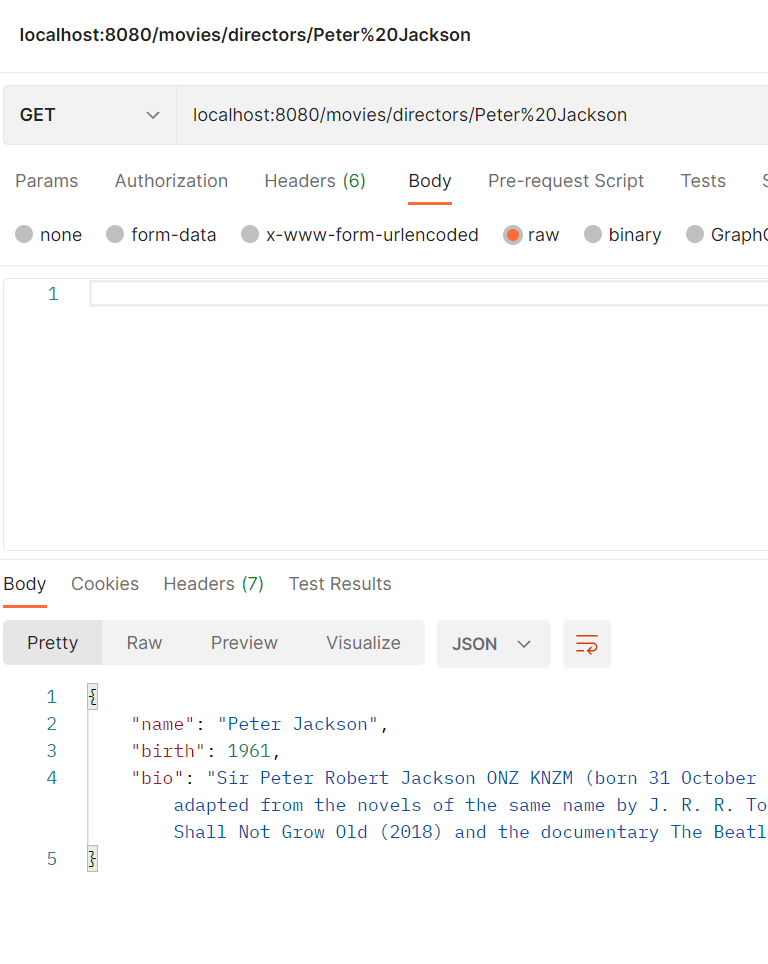 localhost:8080/movies/directors/Peter%20Jackson
GET localhost:8080/movies/directors/Peter%20Jackson
Params Authorization Headers (6) Body Pre-request Script Tests
none form-data x-www-form-urlencoded raw binary
1
Body Cookies Headers (7) Test Results
Pretty Raw Preview Visualize JSON
1 {
2 "name": "Peter Jackson",
3 "birth": 1961,
4 "bio": "Sir Peter Robert Jackson ONZ KNZM (born 31 October
adapted from the novels of the same name by J. R. R. To
Shall Not Grow Old (2018) and the documentary The Beatl
5 }